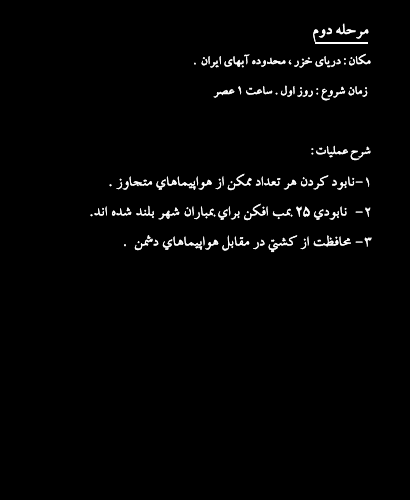 مرحله دوم
مکان : دریای خزر ، محدوده آبهای ایران .
زمان شروع : روز اول . ساعت ۱ عصر
شرح عملیات :
۱- نابود کردن هر تعداد ممکن از هواپیماهاي متجاوز .
۲- نابودي ۲۵ بمب افکن براي بمباران شهر بلند شده اند.
۳- محافظت از کشتي در مقابل هواپیماهاي دشمن .